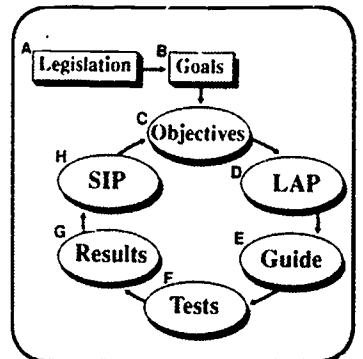 A Legislation
B Goals
C Objectives
D LAP
E Guide
F Tests
G Results
H SIP